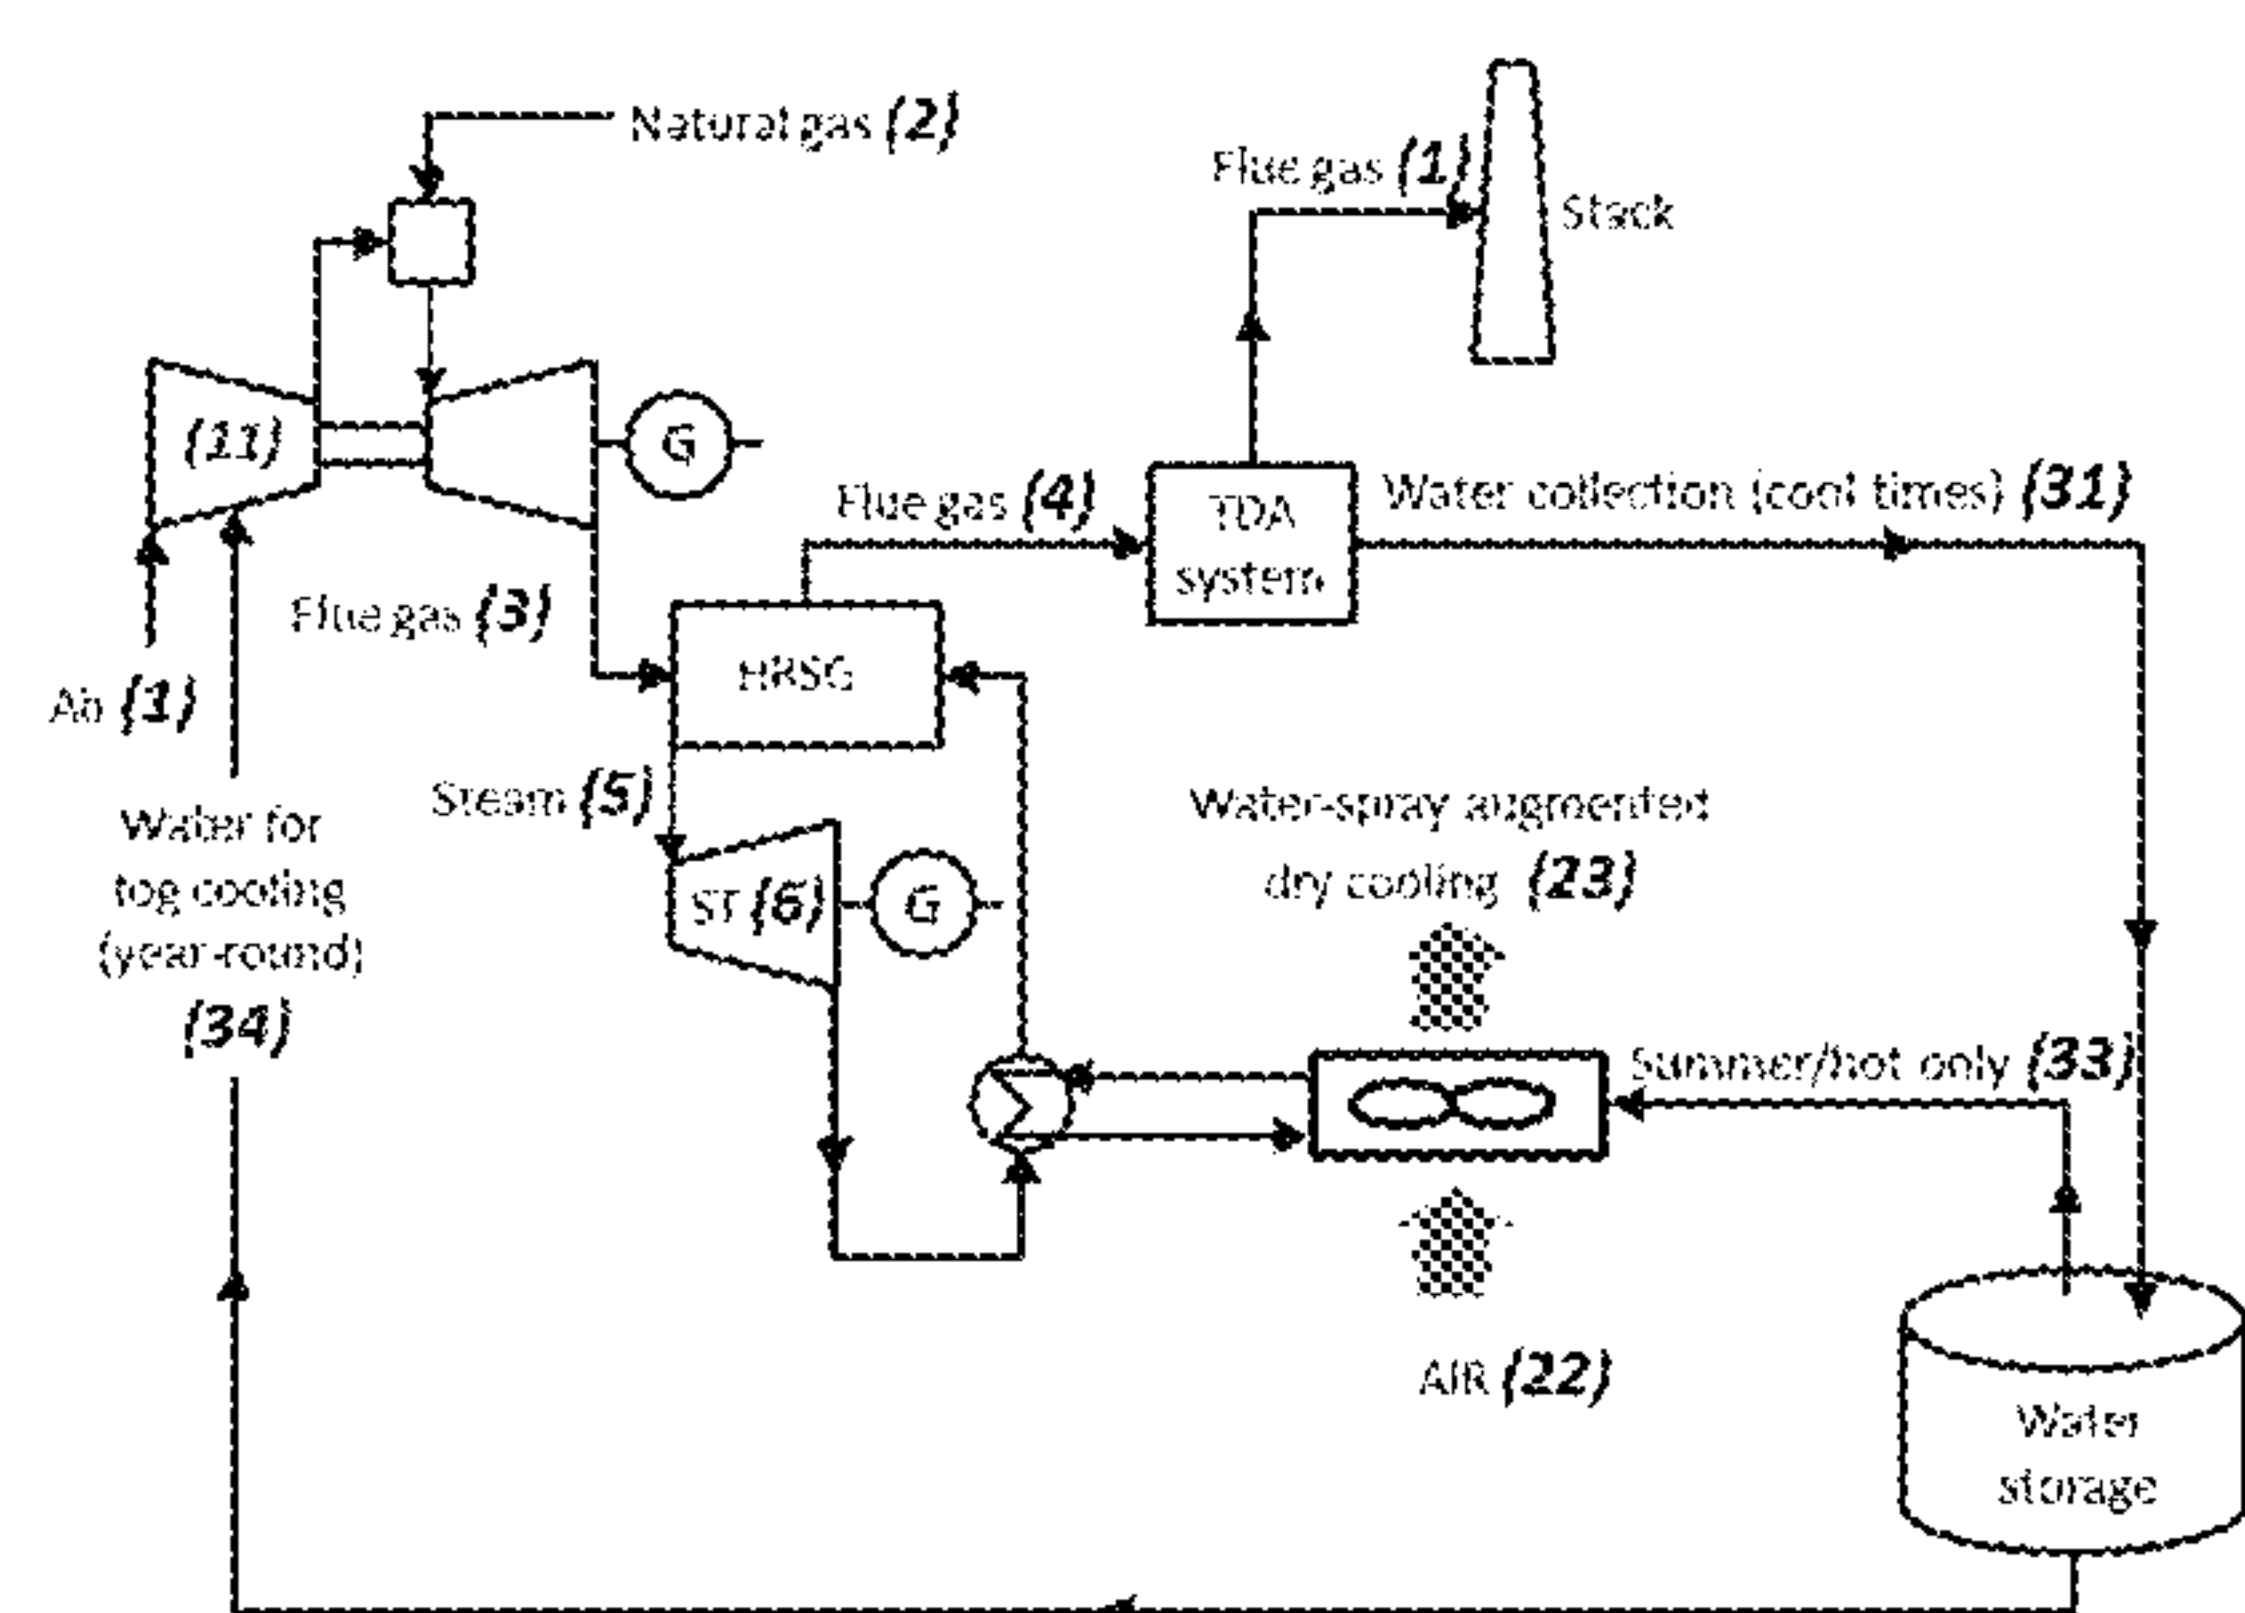 Natural gas (2)
Flue gas (1)
Stack
(11)
G
Flue gas (4)
TDA
system
Water collection (cool times) (31)
Flue gas (3)
HRSG
Air (1)
Steam (5)
Water for
fog cooling
(year-round)
(34)
ST (6)
G
Water-spray augmented
dry cooling (23)
Summer/hot only (33)
AIR (22)
Water
storage